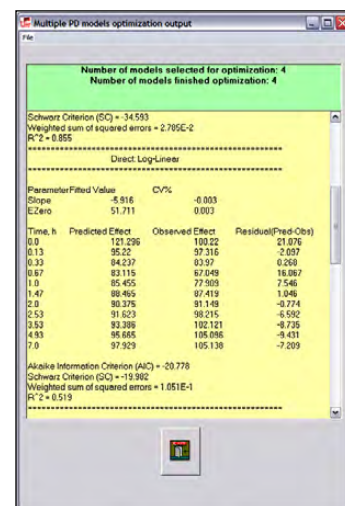 Multiple PD models optimization output
File
Number of models selected for optimization: 4
Number of models finished optimization: 4
Schwarz Criterion (SC) = -34.593
Weighted sum of squared errors = 2.705E-2
R^2 = 0.855
Direct: Log-Linear
Parameter Fitted Value CV%
Slope -5.916 -0.003
EZero 51.711 0.003
Time, h Predicted Effect Observed Effect Residual(Pred-Obs)
0.0 121.296 100.22 21.076
0.13 95.22 97.316 -2.097
0.33 84.237 83.97 0.268
0.67 83.115 67.049 16.067
1.0 85.455 77.909 7.546
1.47 88.465 87.419 1.046
2.0 90.375 91.149 -0.774
2.53 91.623 98.215 -6.592
3.53 93.386 102.121 -8.735
4.93 95.665 105.096 -9.431
7.0 97.929 105.138 -7.209
Akaike Information Criterion (AIC) = -20.778
Schwarz Criterion (SC) = -19.982
Weighted sum of squared errors = 1.051E-1
R^2 = 0.519